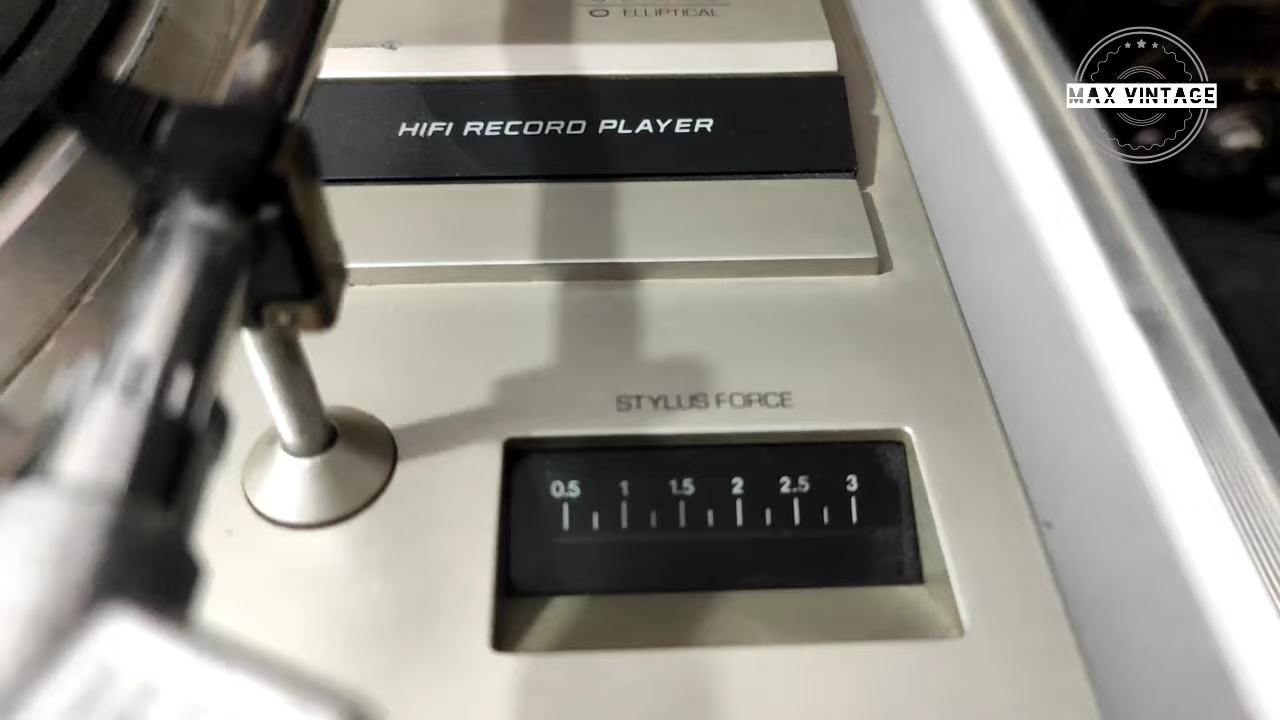 ELLIPTICAL
MAX VINTAGE
HIFI RECORD PLAYER
STYLUS FORCE
0.5 1 1.5 2 2.5 3